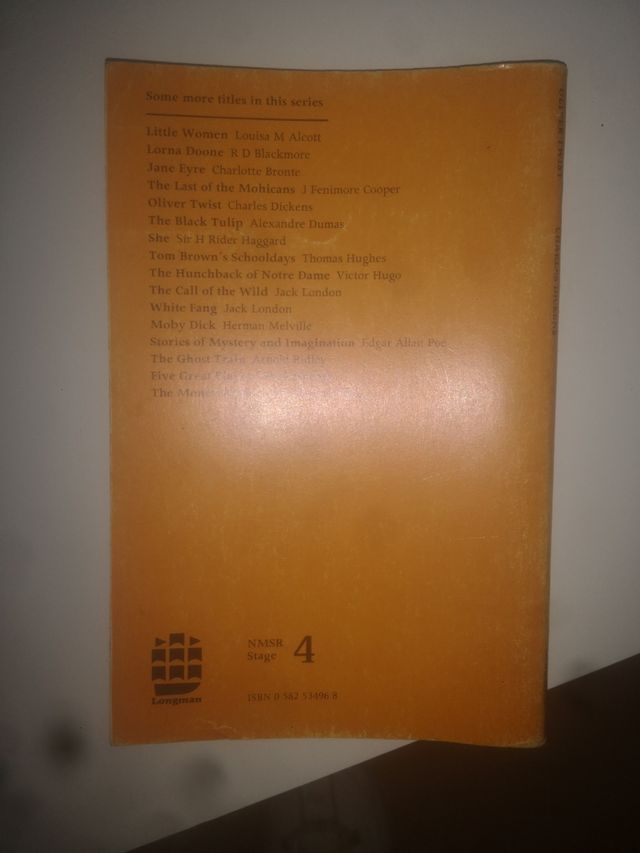 Some more titles in this series
Little Women Louisa M Alcott
Lorna Doone R D Blackmore
Jane Eyre Charlotte Bronte
The Last of the Mohicans J Fenimore Cooper
Oliver Twist Charles Dickens
The Black Tulip Alexandre Dumas
She Sir H Rider Haggard
Tom Brown's Schooldays Thomas Hughes
The Hunchback of Notre Dame Victor Hugo
The Call of the Wild Jack London
White Fang Jack London
Moby Dick Herman Melville
Stories of Mystery and Imagination Edgar Allan Poe
The Ghost Train Arnold Ridley
Five Great
The
NMSR
Stage 4
Longman
ISBN 0 582 53496 8
OLIVER TWIST
CHARLES DICKENS